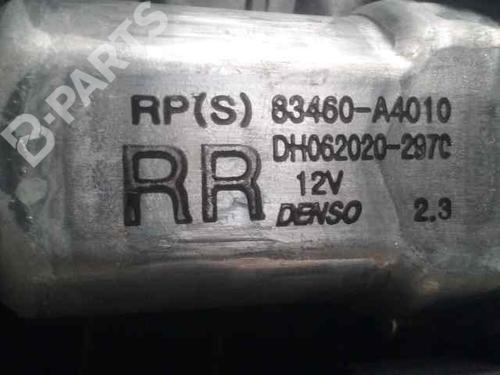 B-PARTS
RP(S) 83460-A4010
RR DH062020-297C
12V
DENSO 2.3